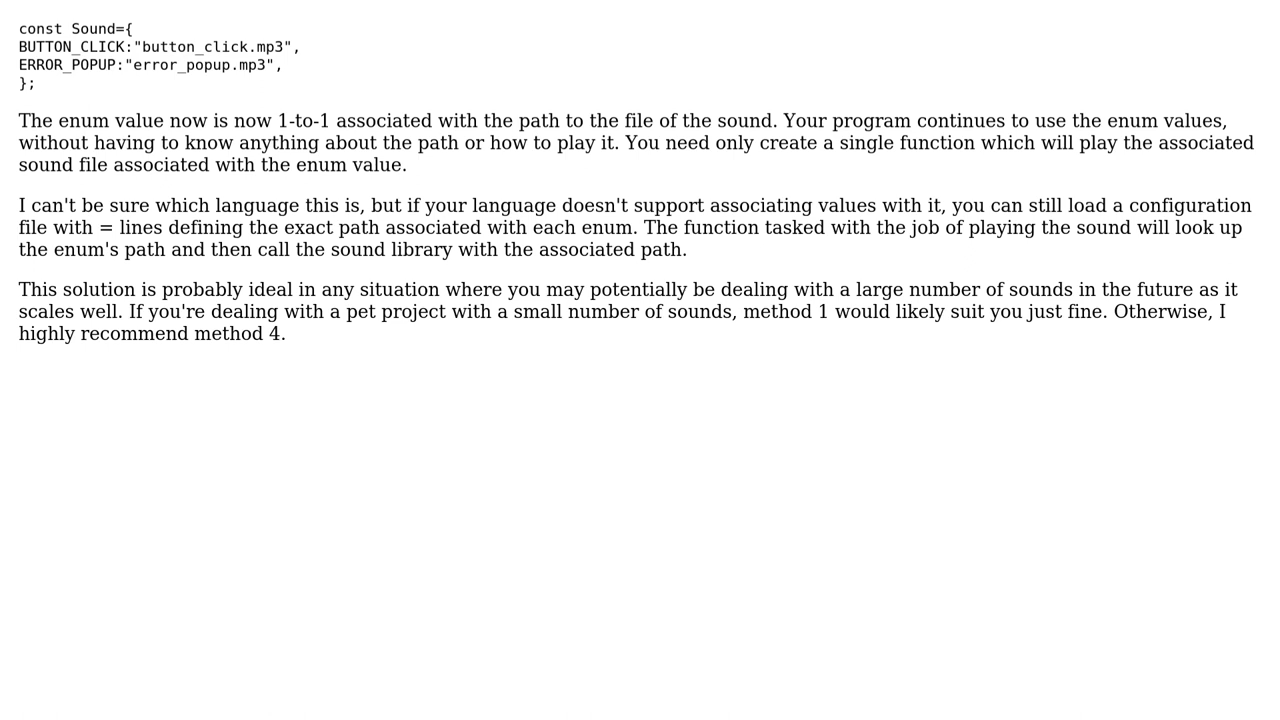 const Sound={
BUTTON_CLICK:"button_click.mp3",
ERROR_POPUP:"error_popup.mp3",
};
The enum value now is now 1-to-1 associated with the path to the file of the sound. Your program continues to use the enum values,
without having to know anything about the path or how to play it. You need only create a single function which will play the associated
sound file associated with the enum value.
I can't be sure which language this is, but if your language doesn't support associating values with it, you can still load a configuration
file with = lines defining the exact path associated with each enum. The function tasked with the job of playing the sound will look up
the enum's path and then call the sound library with the associated path.
This solution is probably ideal in any situation where you may potentially be dealing with a large number of sounds in the future as it
scales well. If you're dealing with a pet project with a small number of sounds, method 1 would likely suit you just fine. Otherwise, I
highly recommend method 4.